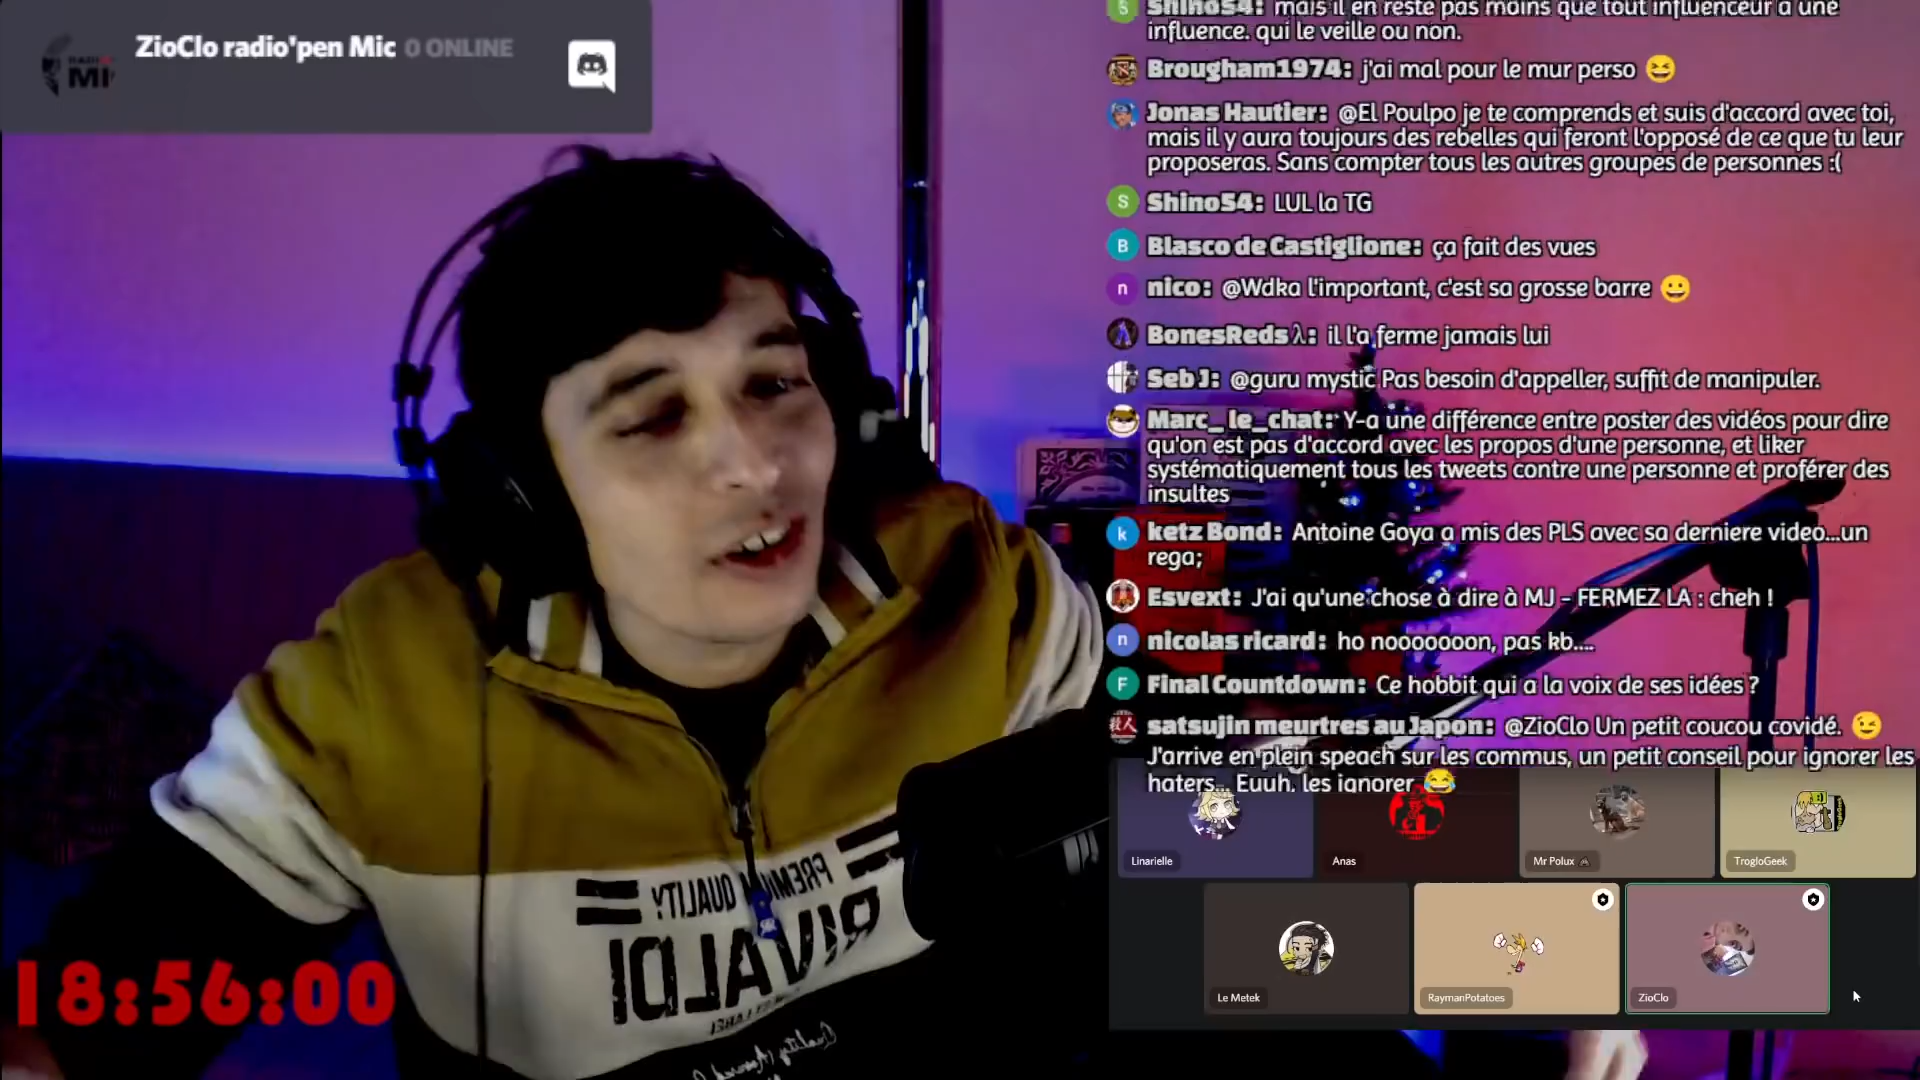 ZioClo radio'pen Mic 0 ONLINE
MI
Shino54: mais il en reste pas moins que tout influenceur a une
influence. qui le veille ou non.
Brougham1974: j'ai mal pour le mur perso 😆
Jonas Hautier: @El Poulpo je te comprends et suis d'accord avec toi,
mais il y aura toujours des rebelles qui feront l'opposé de ce que tu leur
proposeras. Sans compter tous les autres groupes de personnes :(
S Shino54: LUL la TG
B Blasco de Castiglione: ça fait des vues
n nico: @Wdka l'important, c'est sa grosse barre 😀
BonesRedsλ: il l'a ferme jamais lui
Seb J: @guru mystic Pas besoin d'appeller, suffit de manipuler.
Marc_le_chat: Y-a une différence entre poster des vidéos pour dire
qu'on est pas d'accord avec les propos d'une personne, et liker
systématiquement tous les tweets contre une personne et proférer des
insultes
k ketz Bond: Antoine Goya a mis des PLS avec sa derniere video...un
rega;
Esvext: J'ai qu'une chose à dire à MJ - FERMEZ LA : cheh !
n nicolas ricard: ho nooooooon, pas kb....
F Final Countdown: Ce hobbit qui a la voix de ses idées ?
satsujin meurtres au Japon: @ZioClo Un petit coucou covidé. 😉
J'arrive en plein speach sur les commus, un petit conseil pour ignorer les
haters... Euuh. les ignorer 😂
Linarielle
Anas
Mr Polux
TrogloGeek
Le Metek
RaymanPotatoes
ZioClo
PREMIUM QUALITY
RIVALDI
18:56:00